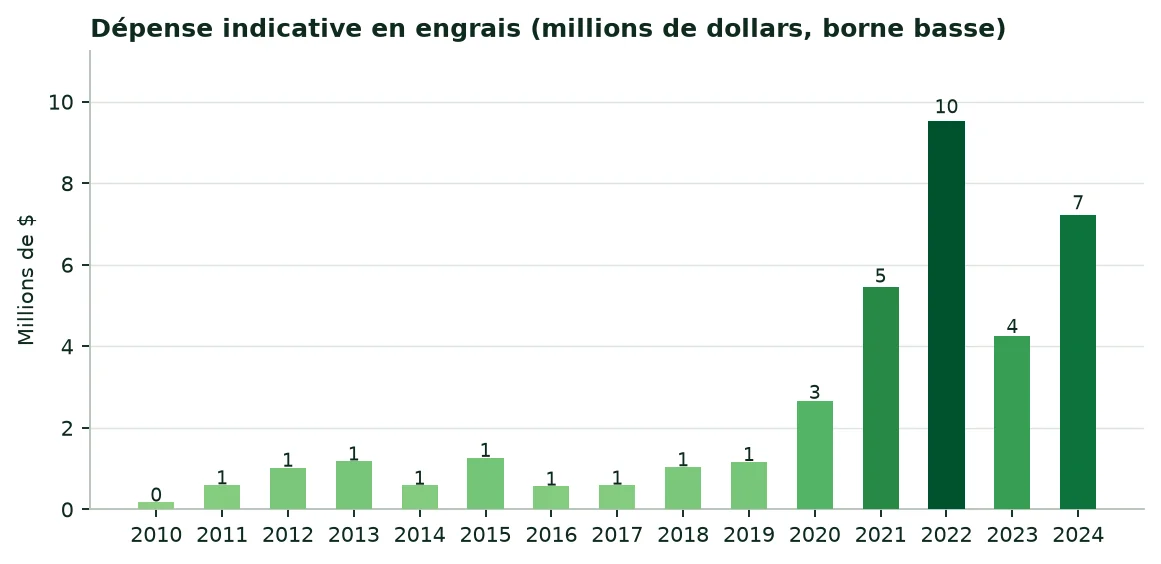 Dépense indicative en engrais (millions de dollars, borne basse)
Millions de $
10
8
6
4
2
0
0 1 1 1 1 1 1 1 1 1 3 5 10 4 7
2010 2011 2012 2013 2014 2015 2016 2017 2018 2019 2020 2021 2022 2023 2024